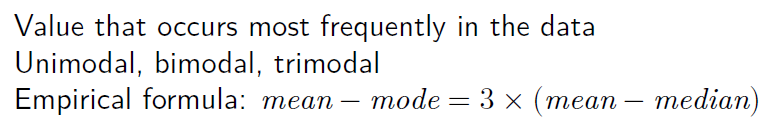 Value that occurs most frequently in the data
Unimodal, bimodal, trimodal
Empirical formula: mean − mode = 3 × (mean − median)